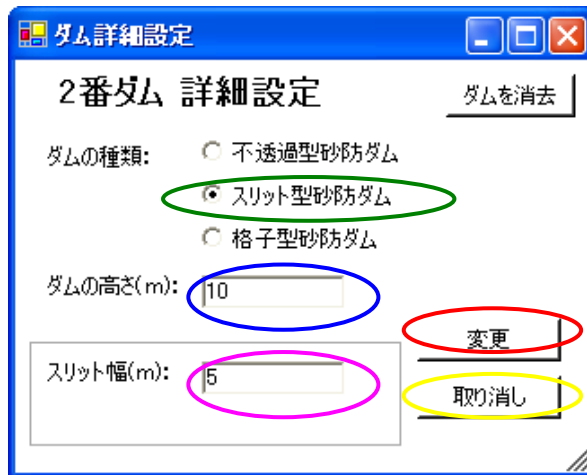 ダム詳細設定
2番ダム 詳細設定
ダムを消去
ダムの種類:
不透過型砂防ダム
スリット型砂防ダム
格子型砂防ダム
ダムの高さ(m): 10
変更
スリット幅(m): 5
取り消し